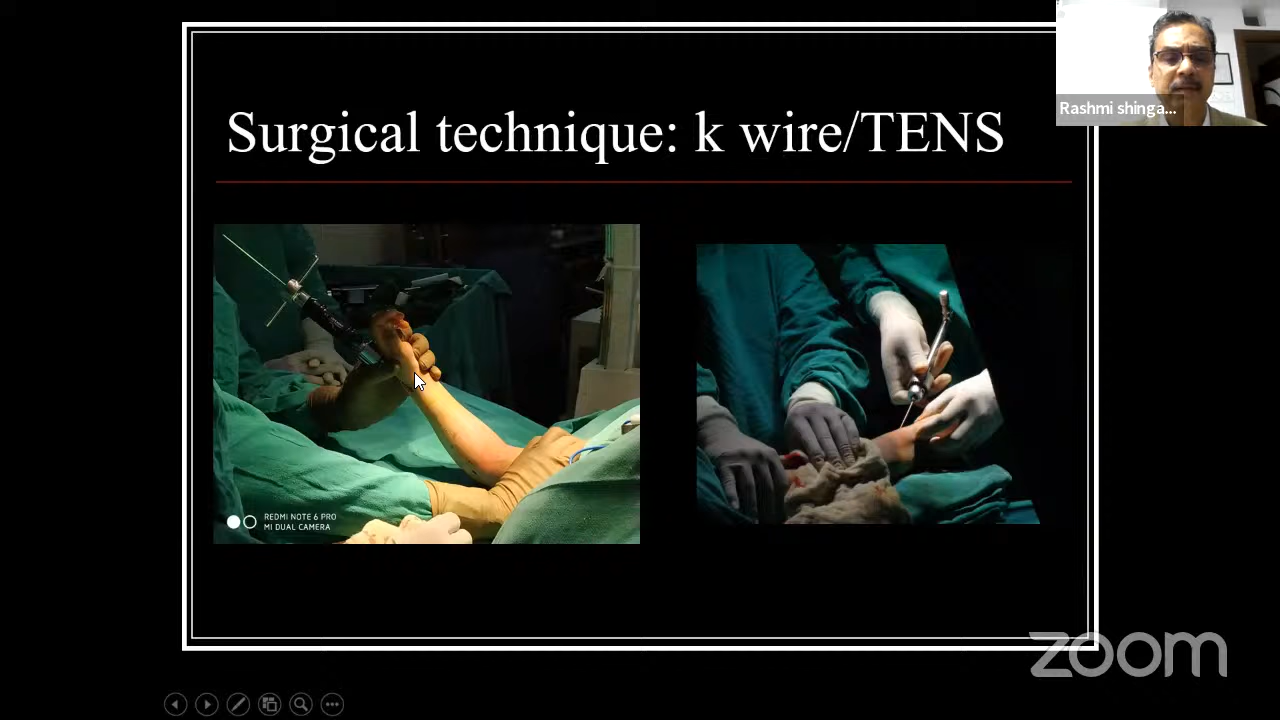 Surgical technique: k wire/TENS
Rashmi shinga...
REDMI NOTE 6 PRO
MI DUAL CAMERA
zoom